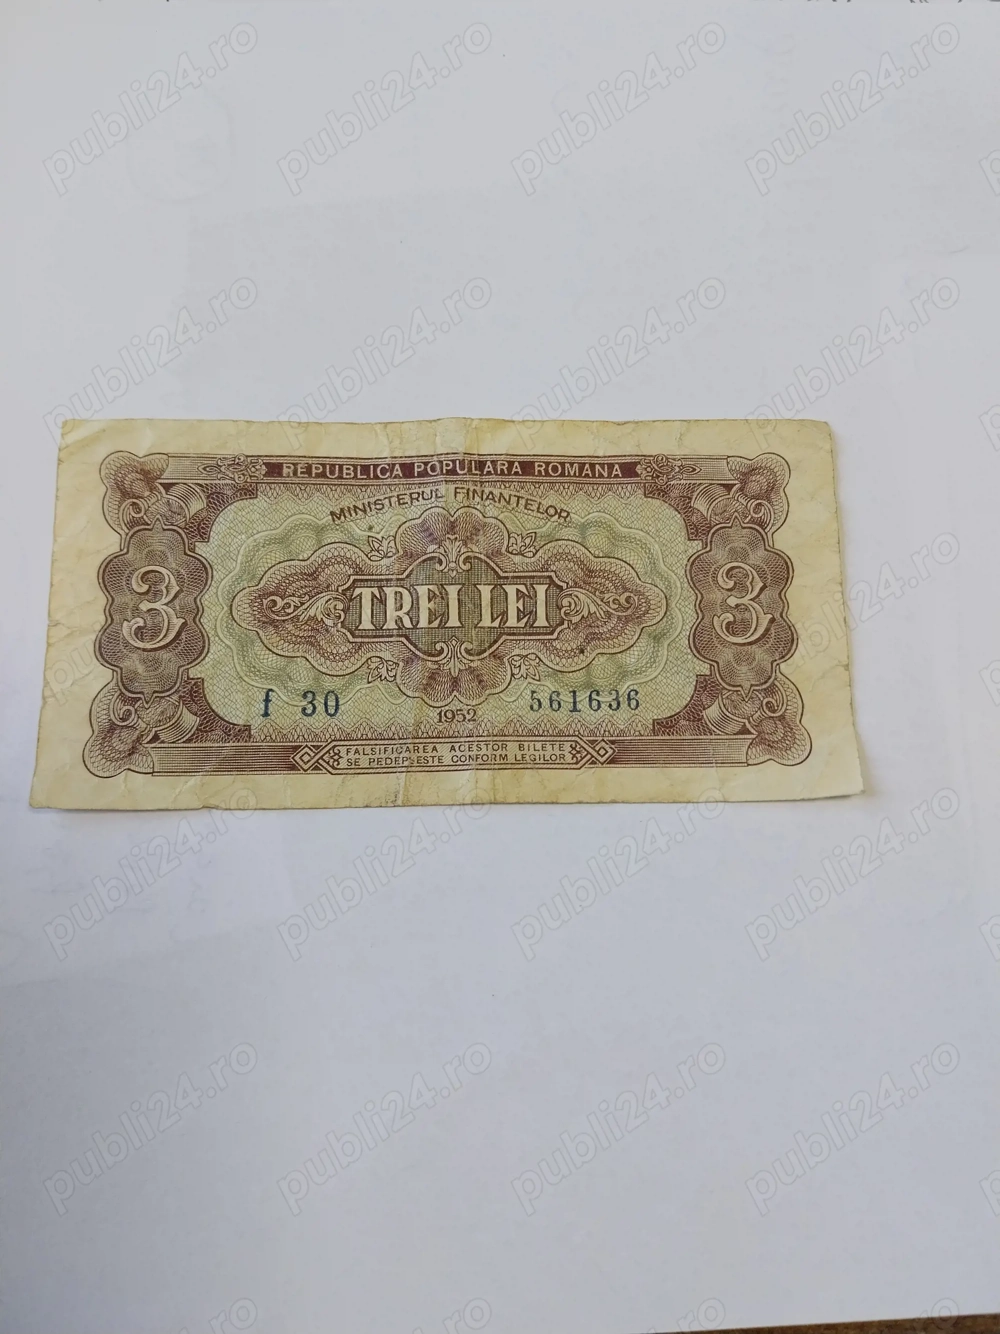 REPUBLICA POPULARA ROMANA
MINISTERUL FINANTELOR
3
TREI LEI
3
f 30
561636
1952
FALSIFICAREA ACESTOR BILETE
SE PEDEPSESTE CONFORM LEGILOR
publi24.ro